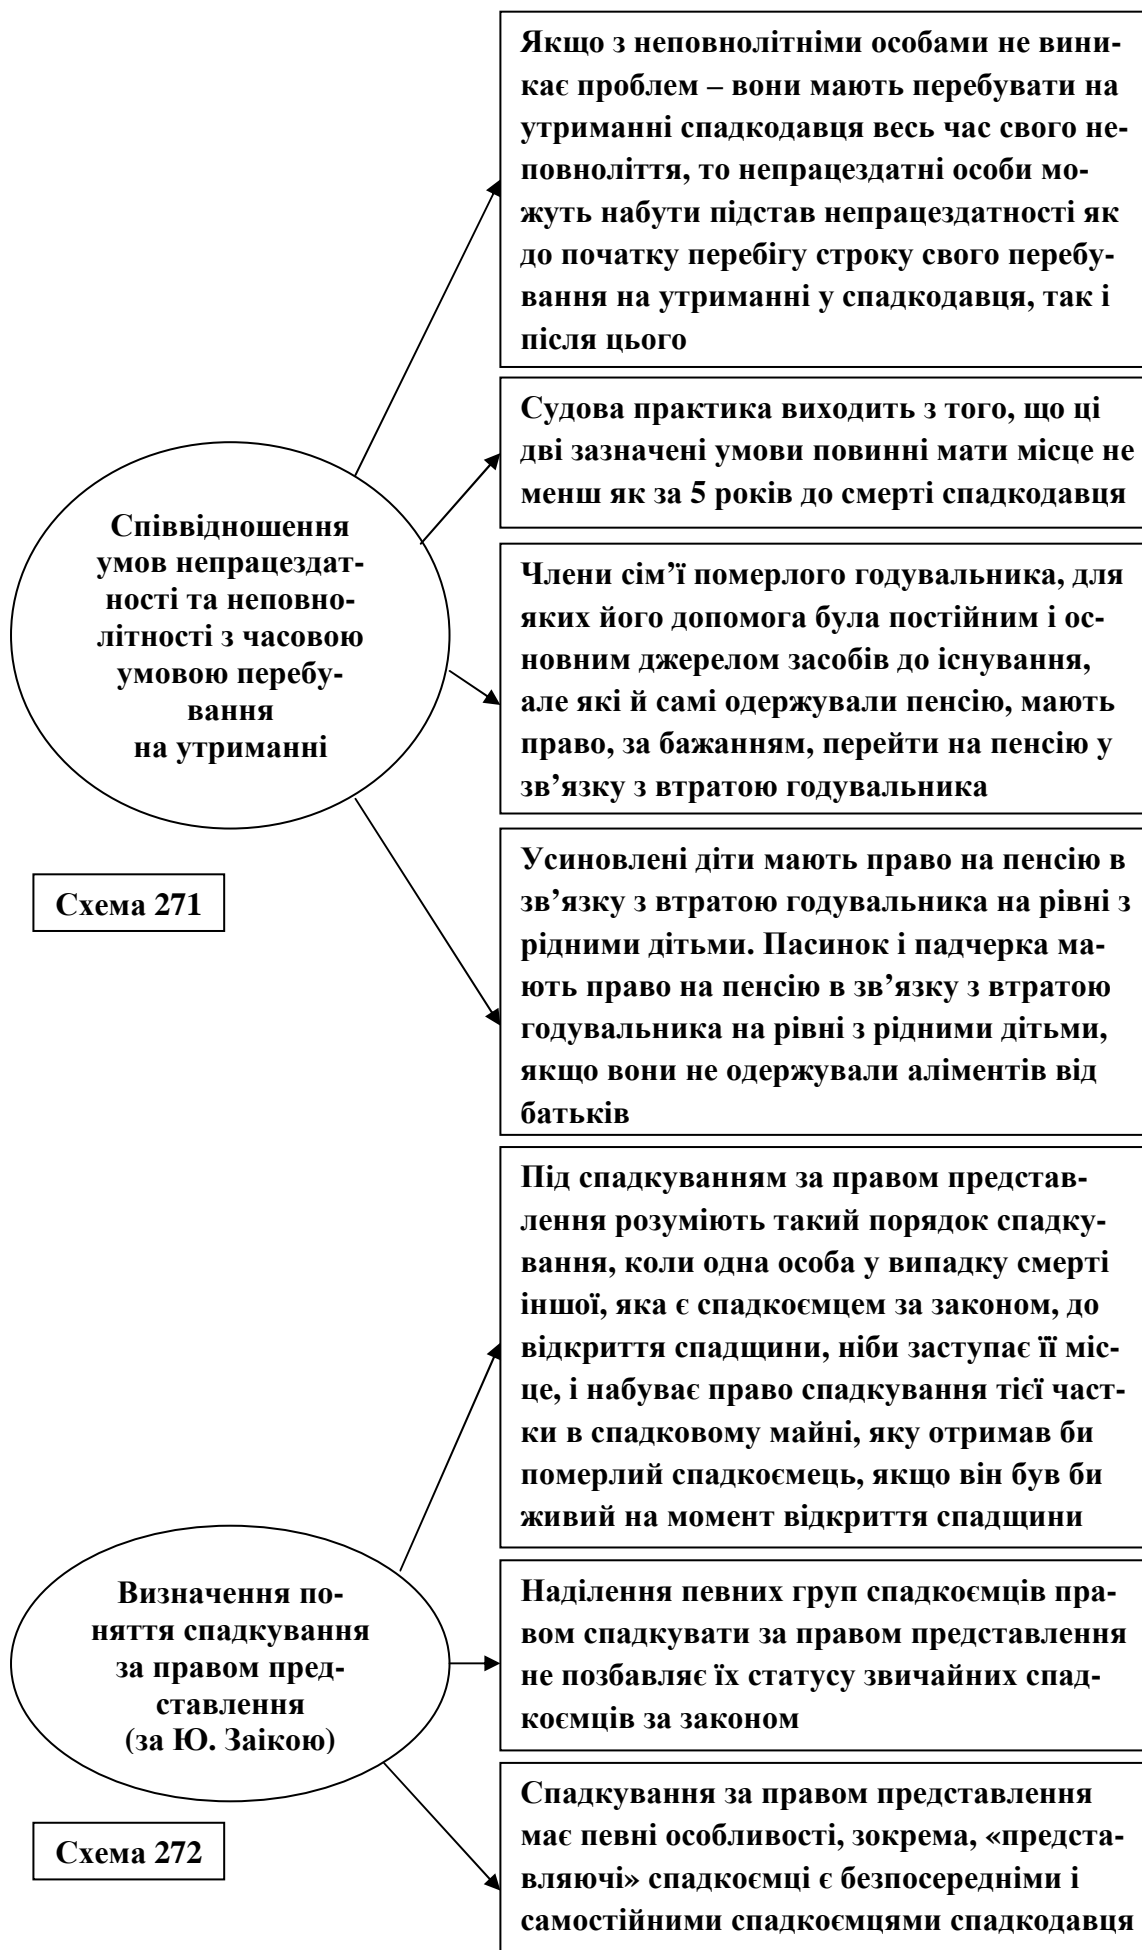 Якщо з неповнолітніми особами не вини-
кає проблем – вони мають перебувати на
утриманні спадкодавця весь час свого не-
повноліття, то непрацездатні особи мо-
жуть набути підстав непрацездатності як
до початку перебігу строку свого перебу-
вання на утриманні у спадкодавця, так і
після цього
Судова практика виходить з того, що ці
дві зазначені умови повинні мати місце не
менш як за 5 років до смерті спадкодавця
Співвідношення
умов непрацездат-
ності та неповно-
літності з часовою
умовою перебу-
вання
на утриманні
Члени сім’ї померлого годувальника, для
яких його допомога була постійним і ос-
новним джерелом засобів до існування,
але які й самі одержували пенсію, мають
право, за бажанням, перейти на пенсію у
зв’язку з втратою годувальника
Усиновлені діти мають право на пенсію в
зв’язку з втратою годувальника на рівні з
рідними дітьми. Пасинок і падчерка ма-
ють право на пенсію в зв’язку з втратою
годувальника на рівні з рідними дітьми,
якщо вони не одержували аліментів від
батьків
Схема 271
Під спадкуванням за правом представ-
лення розуміють такий порядок спадку-
вання, коли одна особа у випадку смерті
іншої, яка є спадкоємцем за законом, до
відкриття спадщини, ніби заступає її міс-
це, і набуває право спадкування тієї част-
ки в спадковому майні, яку отримав би
померлий спадкоємець, якщо він був би
живий на момент відкриття спадщини
Визначення по-
няття спадкування
за правом пред-
ставлення
(за Ю. Заікою)
Наділення певних груп спадкоємців пра-
вом спадкувати за правом представлення
не позбавляє їх статусу звичайних спад-
коємців за законом
Спадкування за правом представлення
має певні особливості, зокрема, «предста-
вляючі» спадкоємці є безпосередніми і
самостійними спадкоємцями спадкодавця
Схема 272